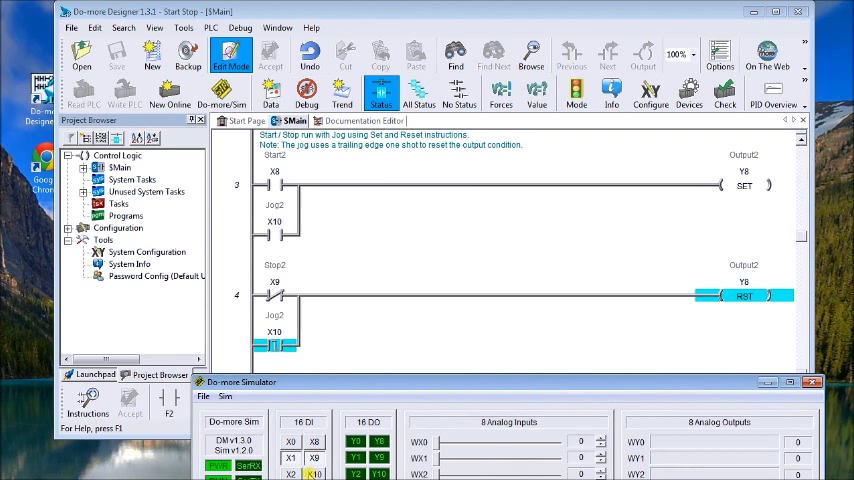 Do-more Designer 1.3.1 - Start Stop - [$Main]
File Edit Search View Tools PLC Debug Window Help
Open Save New Backup Edit Mode Accept Undo Cut Copy Paste Find Find Next Browse Previous Next Output 100% Options On The Web
Read PLC Write PLC New Online Do-more/Sim Data Debug Trend Status All Status No Status Forces Value Mode Info Configure Devices Check PID Overview
Project Browser
Start Page $Main Documentation Editor
Control Logic
$Main
System Tasks
Unused System Tasks
Tasks
Programs
Configuration
Tools
System Configuration
System Info
Password Config (Default U
Launchpad Project Browser
Instructions Accept F2
For Help, press F1
Start / Stop run with Jog using Set and Reset instructions.
Note: The jog uses a trailing edge one shot to reset the output condition.
Start2 Output2
X8 Y8
3 SET
Jog2
X10
Stop2 Output2
X9 Y8
4 RST
Jog2
X10
Do-more Simulator
File Sim
Do-more Sim 16 DI 16 DO 8 Analog Inputs 8 Analog Outputs
DM v1.3.0
Sim v1.2.0
PWR SerRX
X0 X8 Y0 Y8 WX0 0 WY0 0
X1 X9 Y1 Y9 WX1 0 WY1 0
X2 X10 Y2 Y10 WX2 0 WY2 0
Designer
Goog
Chron